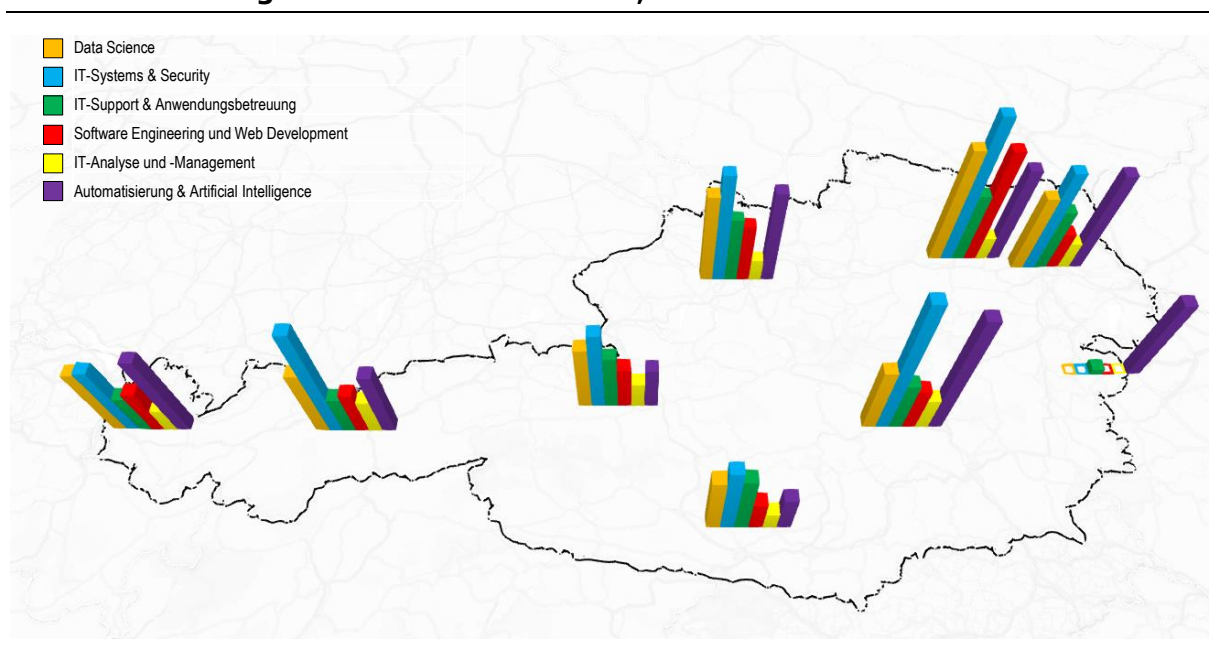 Data Science
IT-Systems & Security
IT-Support & Anwendungsbetreuung
Software Engineering und Web Development
IT-Analyse und -Management
Automatisierung & Artificial Intelligence